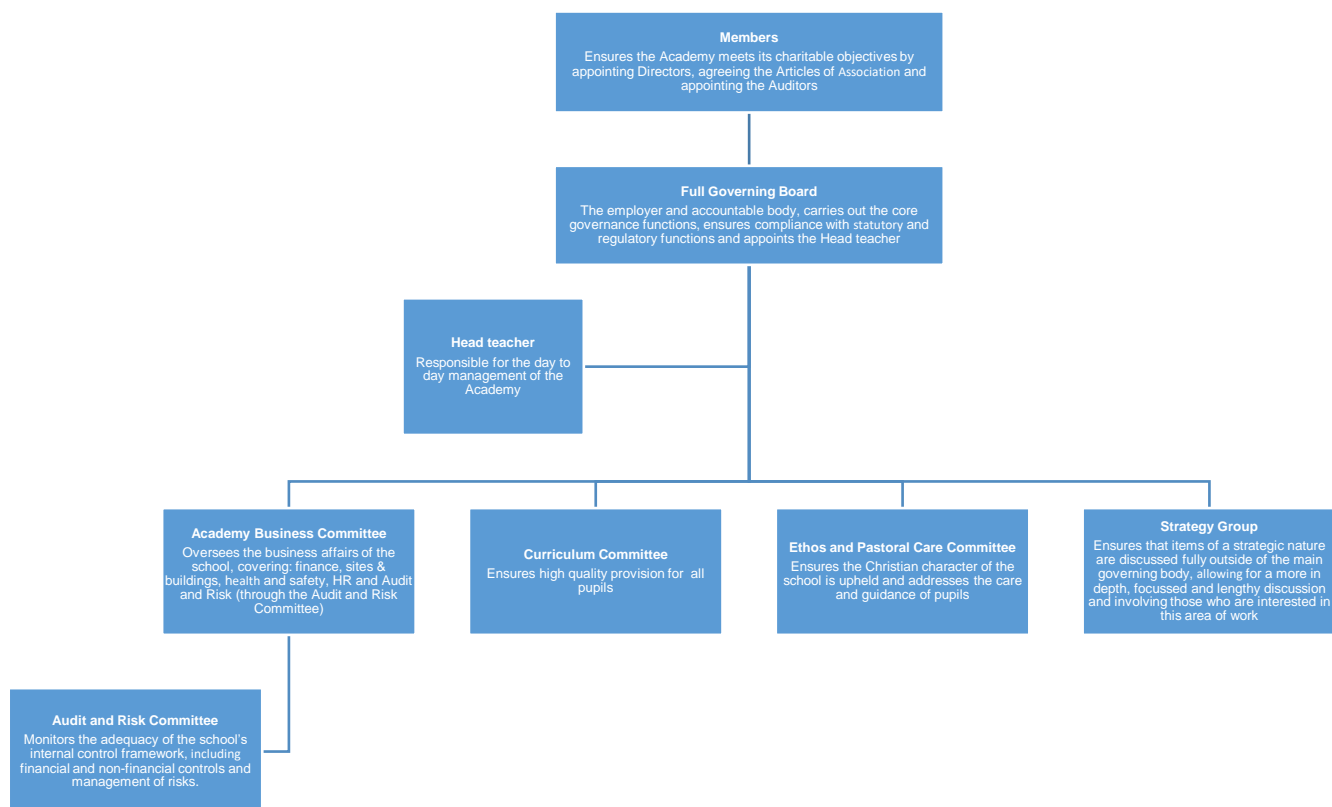 Members
Ensures the Academy meets its charitable objectives by
appointing Directors, agreeing the Articles of Association and
appointing the Auditors
Full Governing Board
The employer and accountable body, carries out the core
governance functions, ensures compliance with statutory and
regulatory functions and appoints the Head teacher
Head teacher
Responsible for the day to
day management of the
Academy
Academy Business Committee
Oversees the business affairs of the
school, covering: finance, sites &
buildings, health and safety, HR and Audit
and Risk (through the Audit and Risk
Committee)
Curriculum Committee
Ensures high quality provision for all
pupils
Ethos and Pastoral Care Committee
Ensures the Christian character of the
school is upheld and addresses the care
and guidance of pupils
Strategy Group
Ensures that items of a strategic nature
are discussed fully outside of the main
governing body, allowing for a more in
depth, focussed and lengthy discussion
and involving those who are interested in
this area of work
Audit and Risk Committee
Monitors the adequacy of the school's
internal control framework, including
financial and non-financial controls and
management of risks.